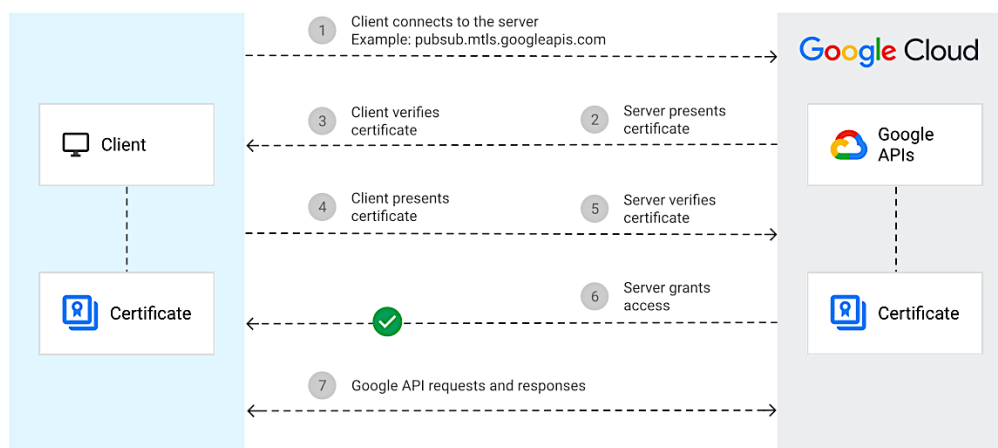 1
Client connects to the server
Example: pubsub.mtls.googleapis.com
Google Cloud
3
Client verifies
certificate
2
Server presents
certificate
Client
Google
APIs
4
Client presents
certificate
5
Server verifies
certificate
6
Server grants
access
Certificate
Certificate
7
Google API requests and responses